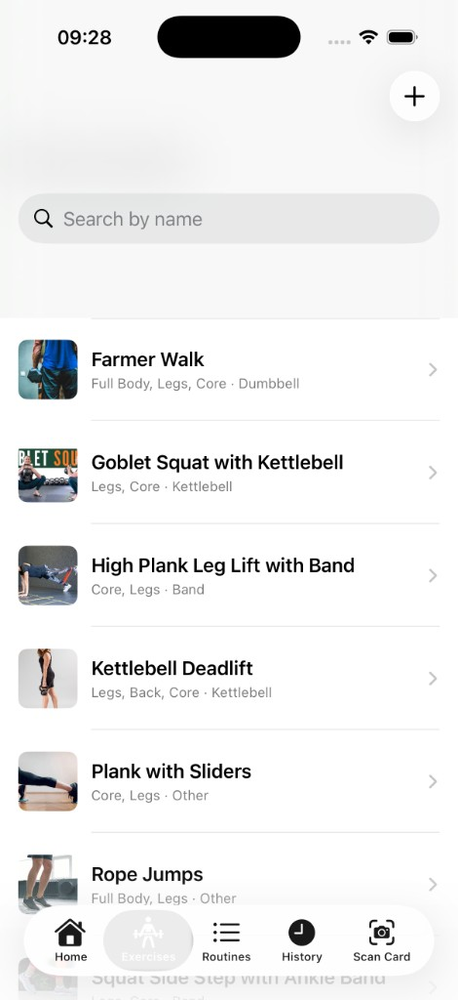 09:28
Search by name
Farmer Walk
Full Body, Legs, Core · Dumbbell
BLET SQU
Goblet Squat with Kettlebell
Legs, Core · Kettlebell
High Plank Leg Lift with Band
Core, Legs · Band
Kettlebell Deadlift
Legs, Back, Core · Kettlebell
Plank with Sliders
Core, Legs · Other
Rope Jumps
Full Body, Legs · Other
Home
Exercises
Routines
History
Scan Card
Squat Side Step with Ankle Band